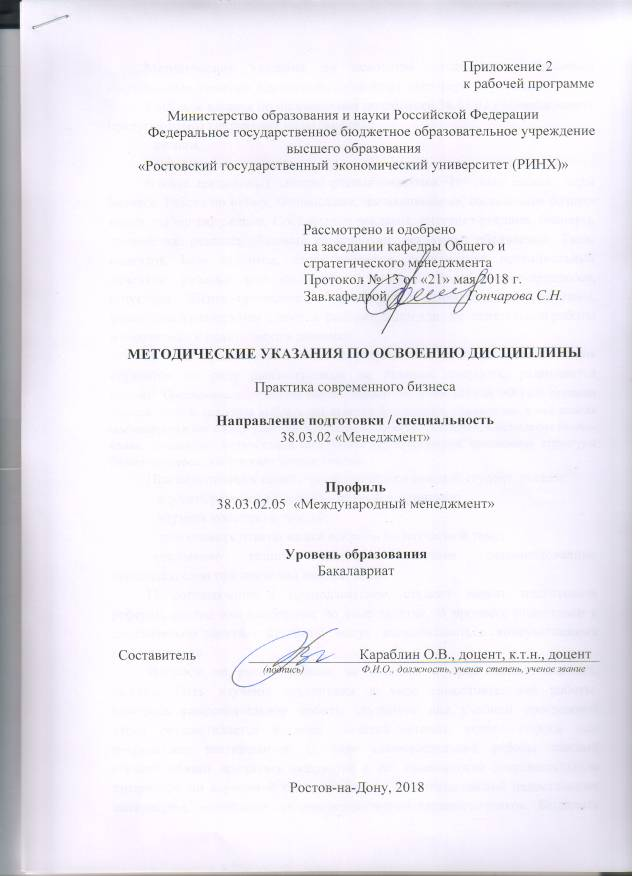 Приложение 2
к рабочей программе
Министерство образования и науки Российской Федерации
Федеральное государственное бюджетное образовательное учреждение
высшего образования
«Ростовский государственный экономический университет (РИНХ)»
Рассмотрено и одобрено
на заседании кафедры Общего и
стратегического менеджмента
Протокол № 13 от «21» мая 2018 г.
Зав.кафедрой Гончарова С.Н.
МЕТОДИЧЕСКИЕ УКАЗАНИЯ ПО ОСВОЕНИЮ ДИСЦИПЛИНЫ
Практика современного бизнеса
Направление подготовки / специальность
38.03.02 «Менеджмент»
Профиль
38.03.02.05 «Международный менеджмент»
Уровень образования
Бакалавриат
Составитель Караблин О.В., доцент, к.т.н., доцент
(подпись) Ф.И.О., должность, ученая степень, ученое звание
Ростов-на-Дону, 2018